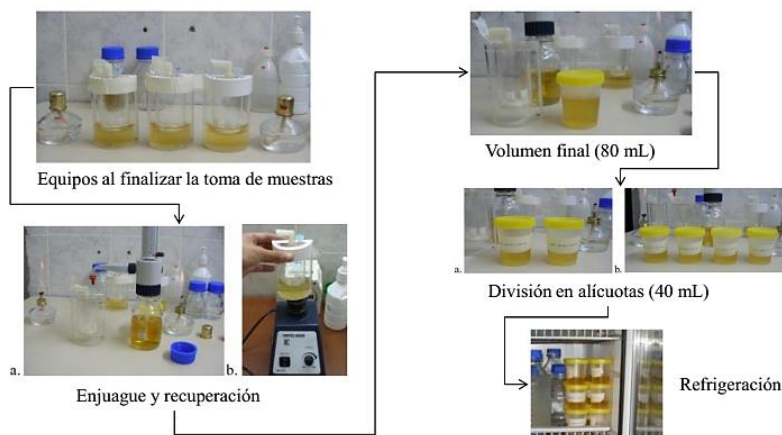 Equipos al finalizar la toma de muestras
a.
b.
Enjuague y recuperación
Volumen final (80 mL)
a.
b.
División en alícuotas (40 mL)
Refrigeración